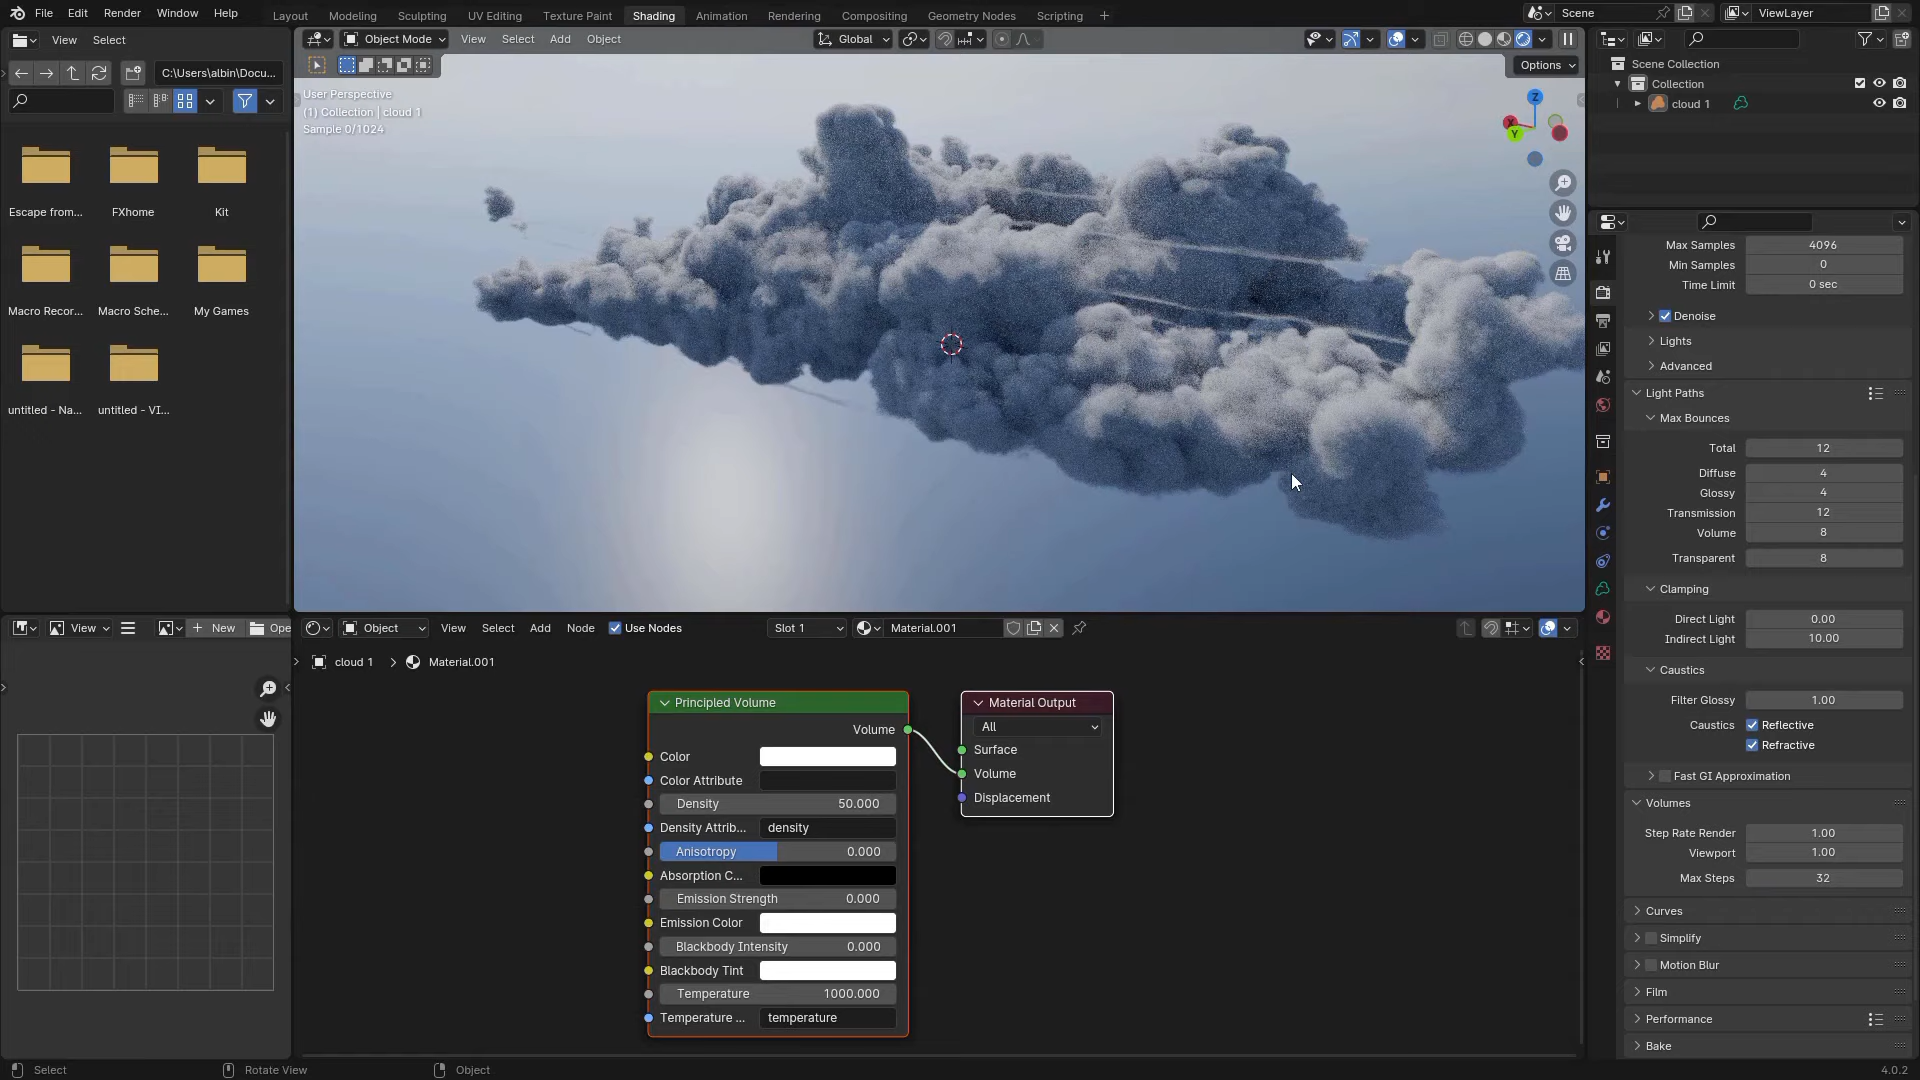 File Edit Render Window Help Layout Modeling Sculpting UV Editing Texture Paint Shading Animation Rendering Compositing Geometry Nodes Scripting + Scene ViewLayer
View Select C:\Users\albin\Docu...
Escape from... FXhome Kit
Macro Recor... Macro Sche... My Games
untitled - Na... untitled - VI...
Object Mode View Select Add Object Global
Options
User Perspective
(1) Collection | cloud 1
Sample 0/1024
Z
X
Y
Scene Collection
Collection
cloud 1
Max Samples 4096
Min Samples 0
Time Limit 0 sec
Denoise
Lights
Advanced
Light Paths
Max Bounces
Total 12
Diffuse 4
Glossy 4
Transmission 12
Volume 8
Transparent 8
Clamping
Direct Light 0.00
Indirect Light 10.00
Caustics
Filter Glossy 1.00
Caustics Reflective
Refractive
Fast GI Approximation
Volumes
Step Rate Render 1.00
Viewport 1.00
Max Steps 32
Curves
Simplify
Motion Blur
Film
Performance
Bake
View New Ope
Object View Select Add Node Use Nodes Slot 1 Material.001
cloud 1 > Material.001
Principled Volume
Volume
Color
Color Attribute
Density 50.000
Density Attrib... density
Anisotropy 0.000
Absorption C...
Emission Strength 0.000
Emission Color
Blackbody Intensity 0.000
Blackbody Tint
Temperature 1000.000
Temperature ... temperature
Material Output
All
Surface
Volume
Displacement
Select Rotate View Object 4.0.2